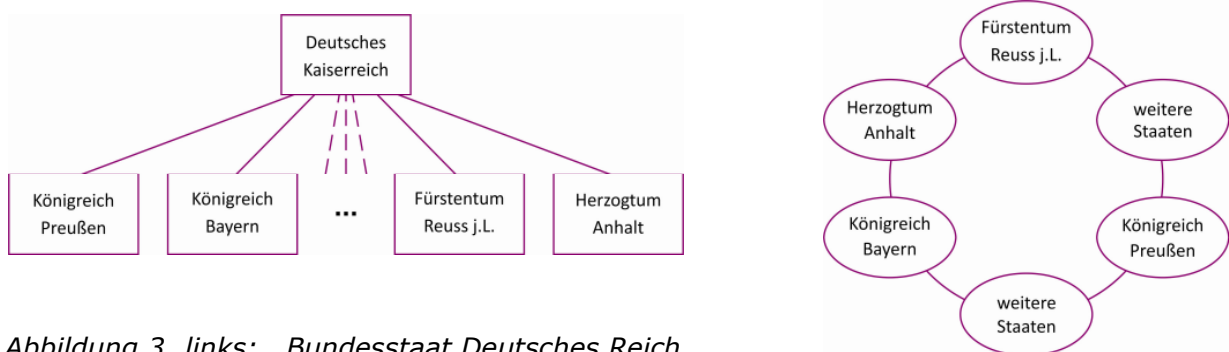 Deutsches
Kaiserreich
Königreich
Preußen
Königreich
Bayern
...
Fürstentum
Reuss j.L.
Herzogtum
Anhalt
Fürstentum
Reuss j.L.
weitere
Staaten
Königreich
Preußen
weitere
Staaten
Königreich
Bayern
Herzogtum
Anhalt
Abbildung 3, links: Bundesstaat Deutsches Reich